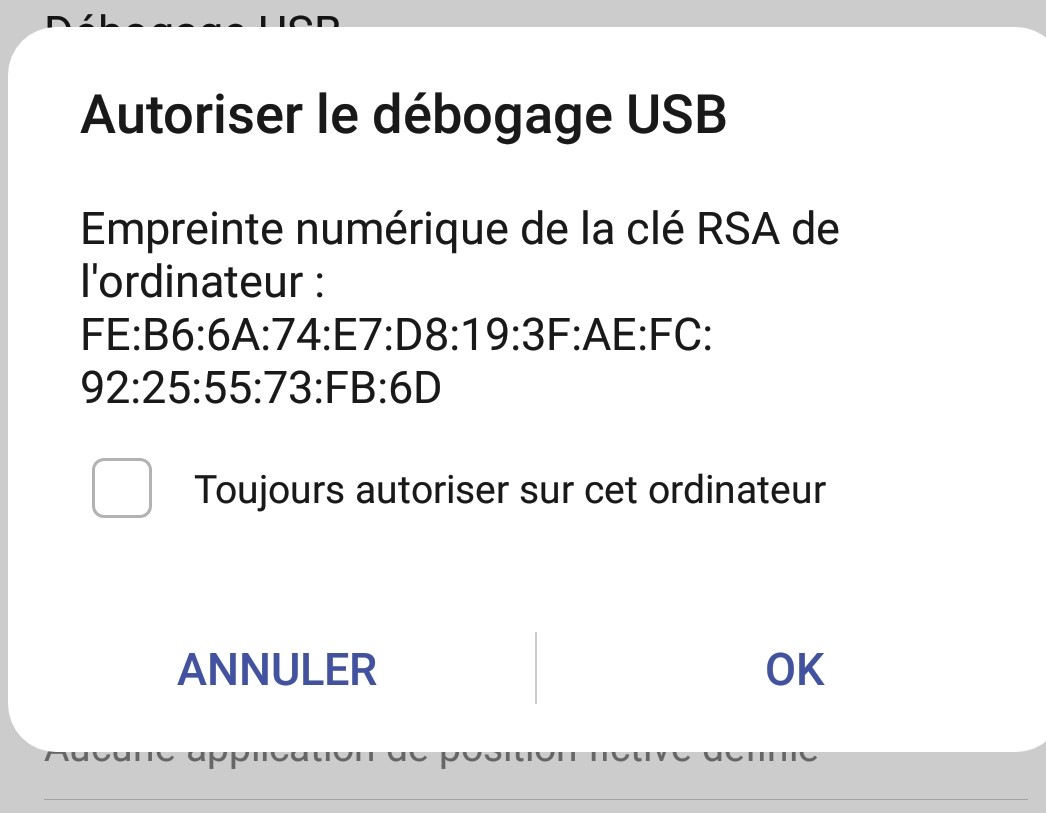 Débogage USB
Autoriser le débogage USB
Empreinte numérique de la clé RSA de
l'ordinateur :
FE:B6:6A:74:E7:D8:19:3F:AE:FC:
92:25:55:73:FB:6D
Toujours autoriser sur cet ordinateur
ANNULER
OK
Aucune application de position fictive définie